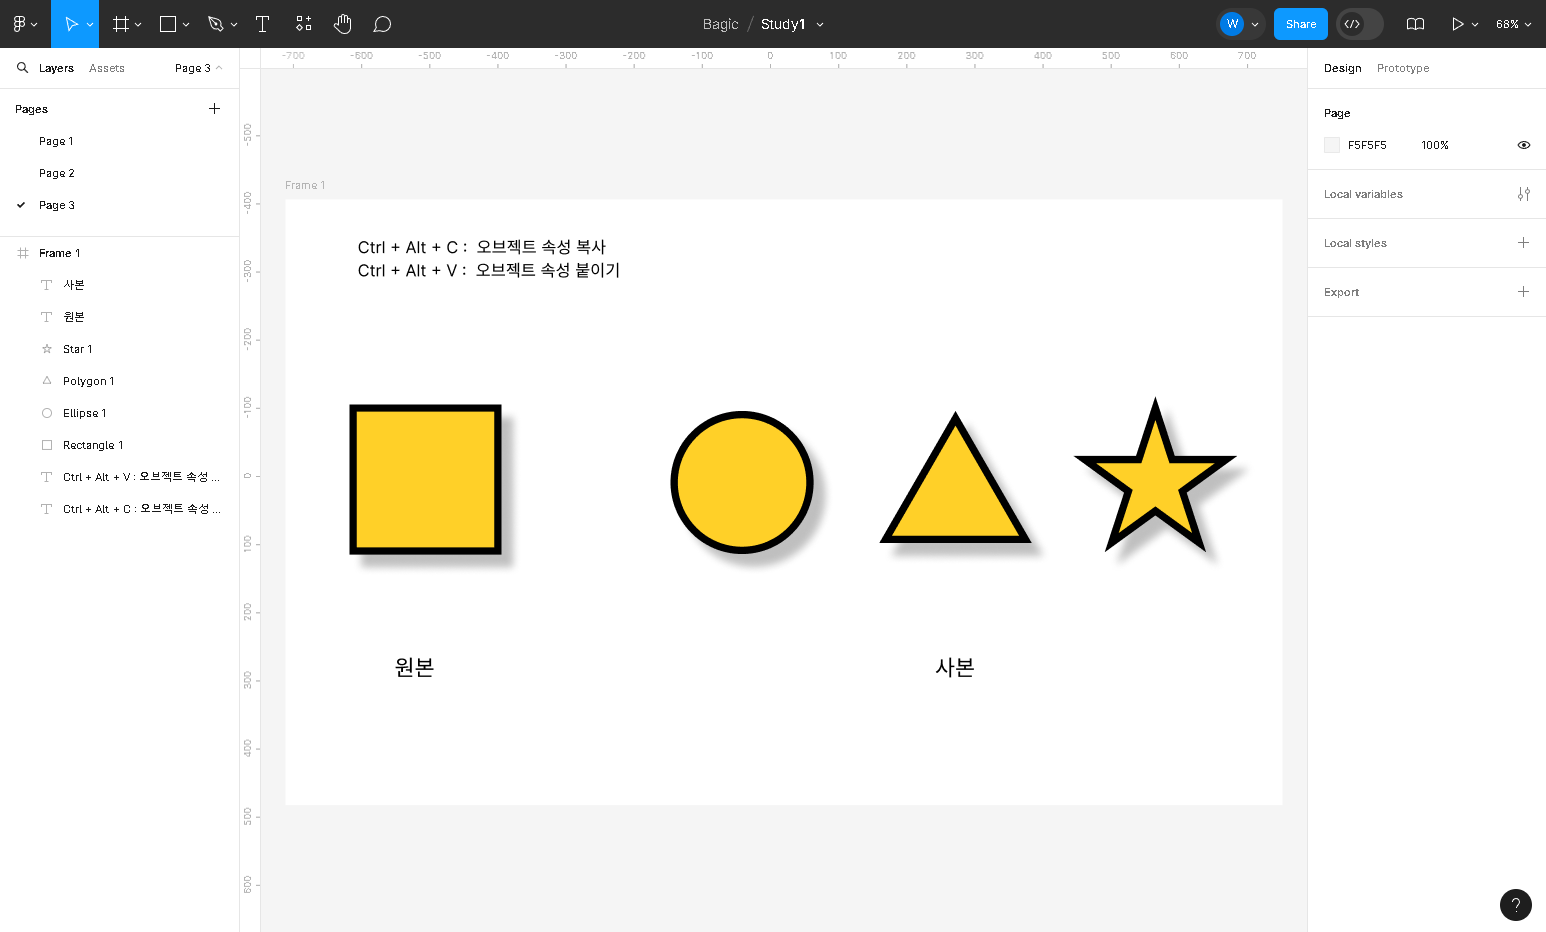 Bagic / Study1
W
Share
68%
Layers
Assets
Page 3
Pages
Page 1
Page 2
Page 3
Frame 1
사본
원본
Star 1
Polygon 1
Ellipse 1
Rectangle 1
Ctrl + Alt + V : 오브젝트 속성 ...
Ctrl + Alt + C : 오브젝트 속성 ...
-700 -600 -500 -400 -300 -200 -100 0 100 200 300 400 500 600 700
-500
-400
-300
-200
-100
0
100
200
300
400
500
600
Frame 1
Ctrl + Alt + C : 오브젝트 속성 복사
Ctrl + Alt + V : 오브젝트 속성 붙이기
원본
사본
Design
Prototype
Page
F5F5F5 100%
Local variables
Local styles
Export
?